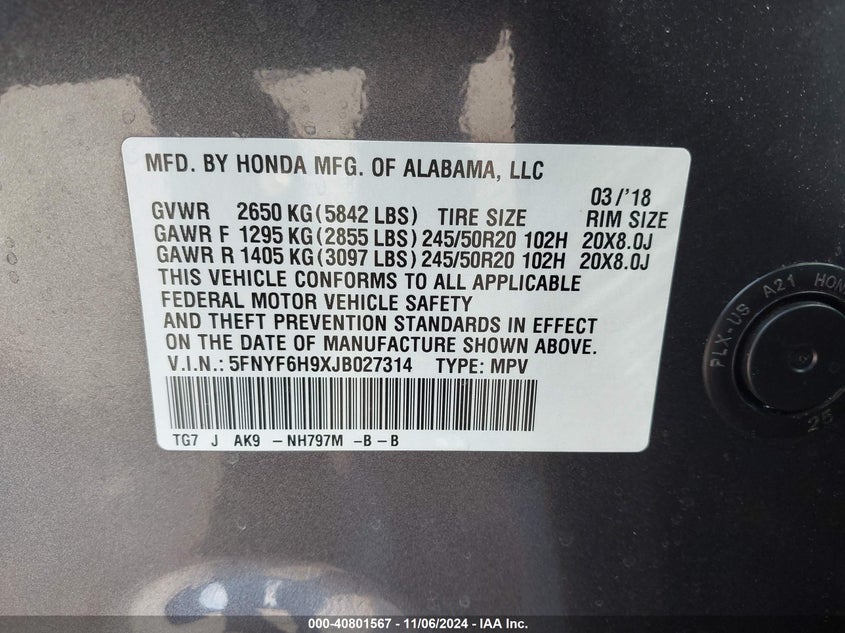 MFD. BY HONDA MFG. OF ALABAMA, LLC
03/'18
GVWR 2650 KG(5842 LBS) TIRE SIZE RIM SIZE
GAWR F 1295 KG(2855 LBS) 245/50R20 102H 20X8.0J
GAWR R 1405 KG(3097 LBS) 245/50R20 102H 20X8.0J
THIS VEHICLE CONFORMS TO ALL APPLICABLE
FEDERAL MOTOR VEHICLE SAFETY
AND THEFT PREVENTION STANDARDS IN EFFECT
ON THE DATE OF MANUFACTURE SHOWN ABOVE.
V.I.N.: 5FNYF6H9XJB027314 TYPE: MPV
TG7 J AK9 -NH797M -B-B
PLX-US A21 HON
25
000-40801567 - 11/06/2024 - IAA Inc.